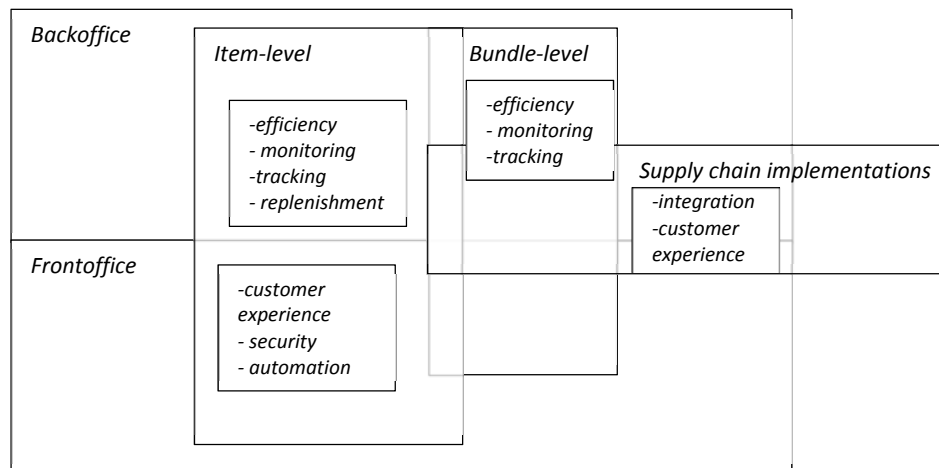 Backoffice
Item-level
-efficiency
- monitoring
-tracking
- replenishment
Bundle-level
-efficiency
- monitoring
-tracking
Supply chain implementations
-integration
-customer
experience
Frontoffice
-customer
experience
- security
- automation